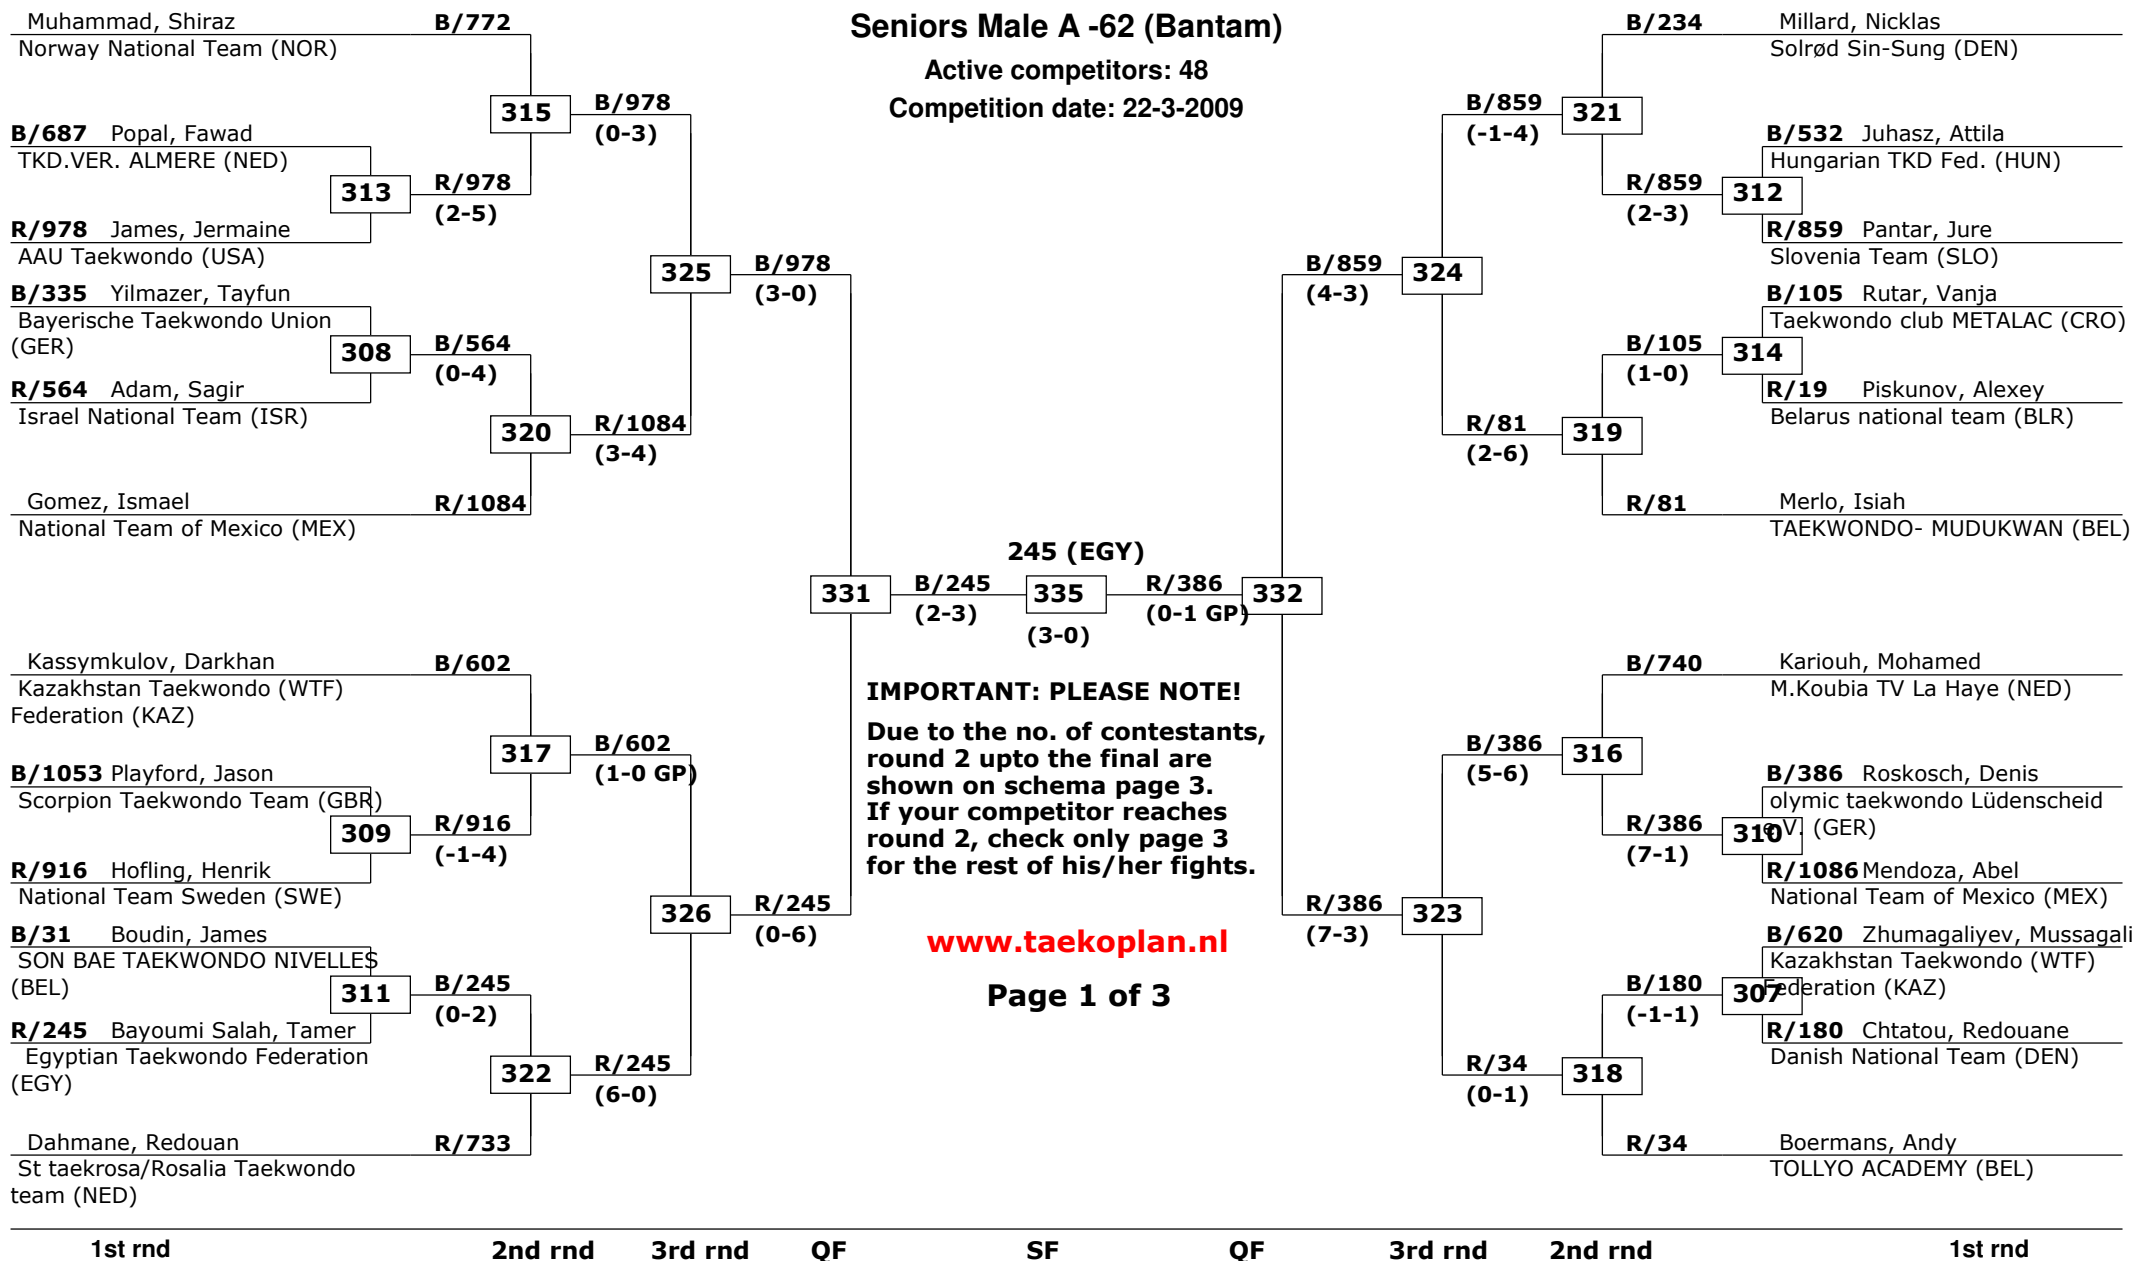 Seniors Male A -62 (Bantam)
Active competitors: 48
Competition date: 22-3-2009
Muhammad, Shiraz B/772
Norway National Team (NOR)
315
B/978
(0-3)
B/687 Popal, Fawad
TKD.VER. ALMERE (NED)
313
R/978
(2-5)
R/978 James, Jermaine
AAU Taekwondo (USA)
325
B/978
(3-0)
B/335 Yilmazer, Tayfun
Bayerische Taekwondo Union
(GER)
308
B/564
(0-4)
R/564 Adam, Sagir
Israel National Team (ISR)
320
R/1084
(3-4)
Gomez, Ismael R/1084
National Team of Mexico (MEX)
331
B/245
(2-3)
245 (EGY)
335
(3-0)
R/386
(0-1 GP)
332
Kassymkulov, Darkhan B/602
Kazakhstan Taekwondo (WTF)
Federation (KAZ)
317
B/602
(1-0 GP)
B/1053 Playford, Jason
Scorpion Taekwondo Team (GBR)
309
R/916
(-1-4)
R/916 Hofling, Henrik
National Team Sweden (SWE)
326
R/245
(0-6)
B/31 Boudin, James
SON BAE TAEKWONDO NIVELLES
(BEL)
311
B/245
(0-2)
R/245 Bayoumi Salah, Tamer
Egyptian Taekwondo Federation
(EGY)
322
R/245
(6-0)
Dahmane, Redouan R/733
St taekrosa/Rosalia Taekwondo
team (NED)
IMPORTANT: PLEASE NOTE!
Due to the no. of contestants,
round 2 upto the final are
shown on schema page 3.
If your competitor reaches
round 2, check only page 3
for the rest of his/her fights.
www.taekoplan.nl
Page 1 of 3
B/234 Millard, Nicklas
Solrød Sin-Sung (DEN)
B/859
(-1-4)
321
B/532 Juhasz, Attila
Hungarian TKD Fed. (HUN)
R/859
(2-3)
312
R/859 Pantar, Jure
Slovenia Team (SLO)
B/859
(4-3)
324
B/105 Rutar, Vanja
Taekwondo club METALAC (CRO)
B/105
(1-0)
314
R/19 Piskunov, Alexey
Belarus national team (BLR)
R/81
(2-6)
319
R/81 Merlo, Isiah
TAEKWONDO- MUDUKWAN (BEL)
B/740 Kariouh, Mohamed
M.Koubia TV La Haye (NED)
B/386
(5-6)
316
B/386 Roskosch, Denis
olymic taekwondo Lüdenscheid
e.V. (GER)
R/386
(7-1)
310
R/1086 Mendoza, Abel
National Team of Mexico (MEX)
R/386
(7-3)
323
B/620 Zhumagaliyev, Mussagali
Kazakhstan Taekwondo (WTF)
Federation (KAZ)
B/180
(-1-1)
307
R/180 Chtatou, Redouane
Danish National Team (DEN)
R/34
(0-1)
318
R/34 Boermans, Andy
TOLLYO ACADEMY (BEL)
1st rnd 2nd rnd 3rd rnd QF SF QF 3rd rnd 2nd rnd 1st rnd